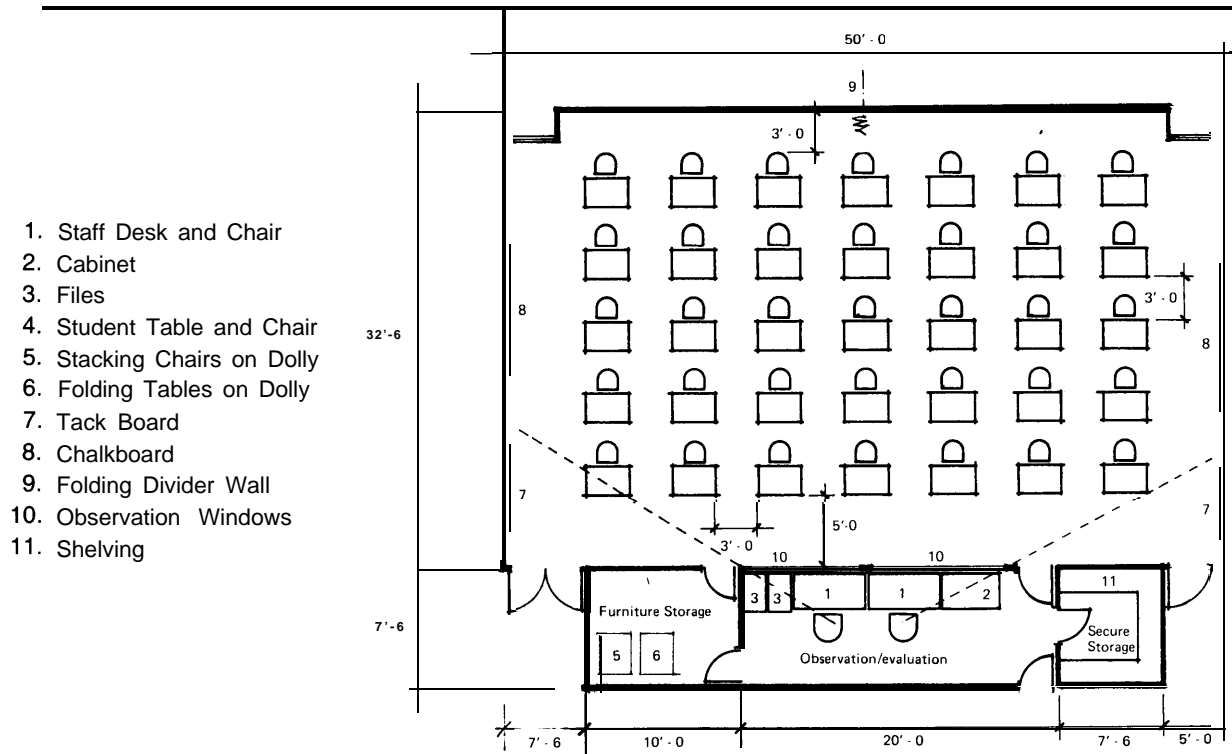 50' - 0
9
3' - 0
1. Staff Desk and Chair
2. Cabinet
3. Files
4. Student Table and Chair
5. Stacking Chairs on Dolly
6. Folding Tables on Dolly
7. Tack Board
8. Chalkboard
9. Folding Divider Wall
10. Observation Windows
11. Shelving
32'-6
8
3' - 0
8
7
7
5'-0
3' - 0
10
10
3
3
1
1
2
11
Furniture Storage
5
6
Observation/evaluation
Secure
Storage
7'-6
7' - 6
10' - 0
20' - 0
7' - 6
5' - 0